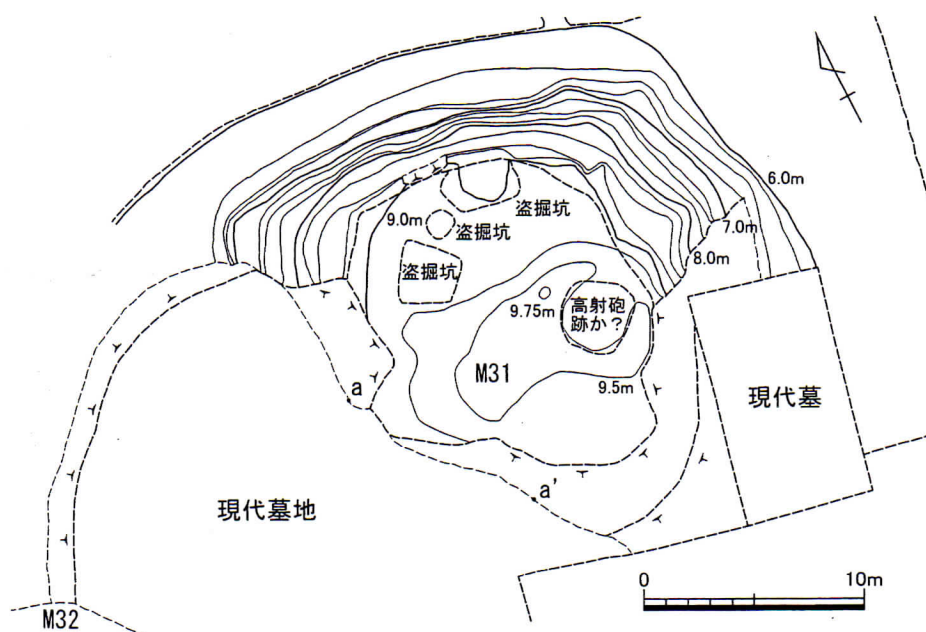 6.0m
9.0m
盗掘坑
盗掘坑
盗掘坑
7.0m
8.0m
9.75m
高射砲
跡か？
M31
9.5m
a
現代墓
a'
現代墓地
0
10m
M32